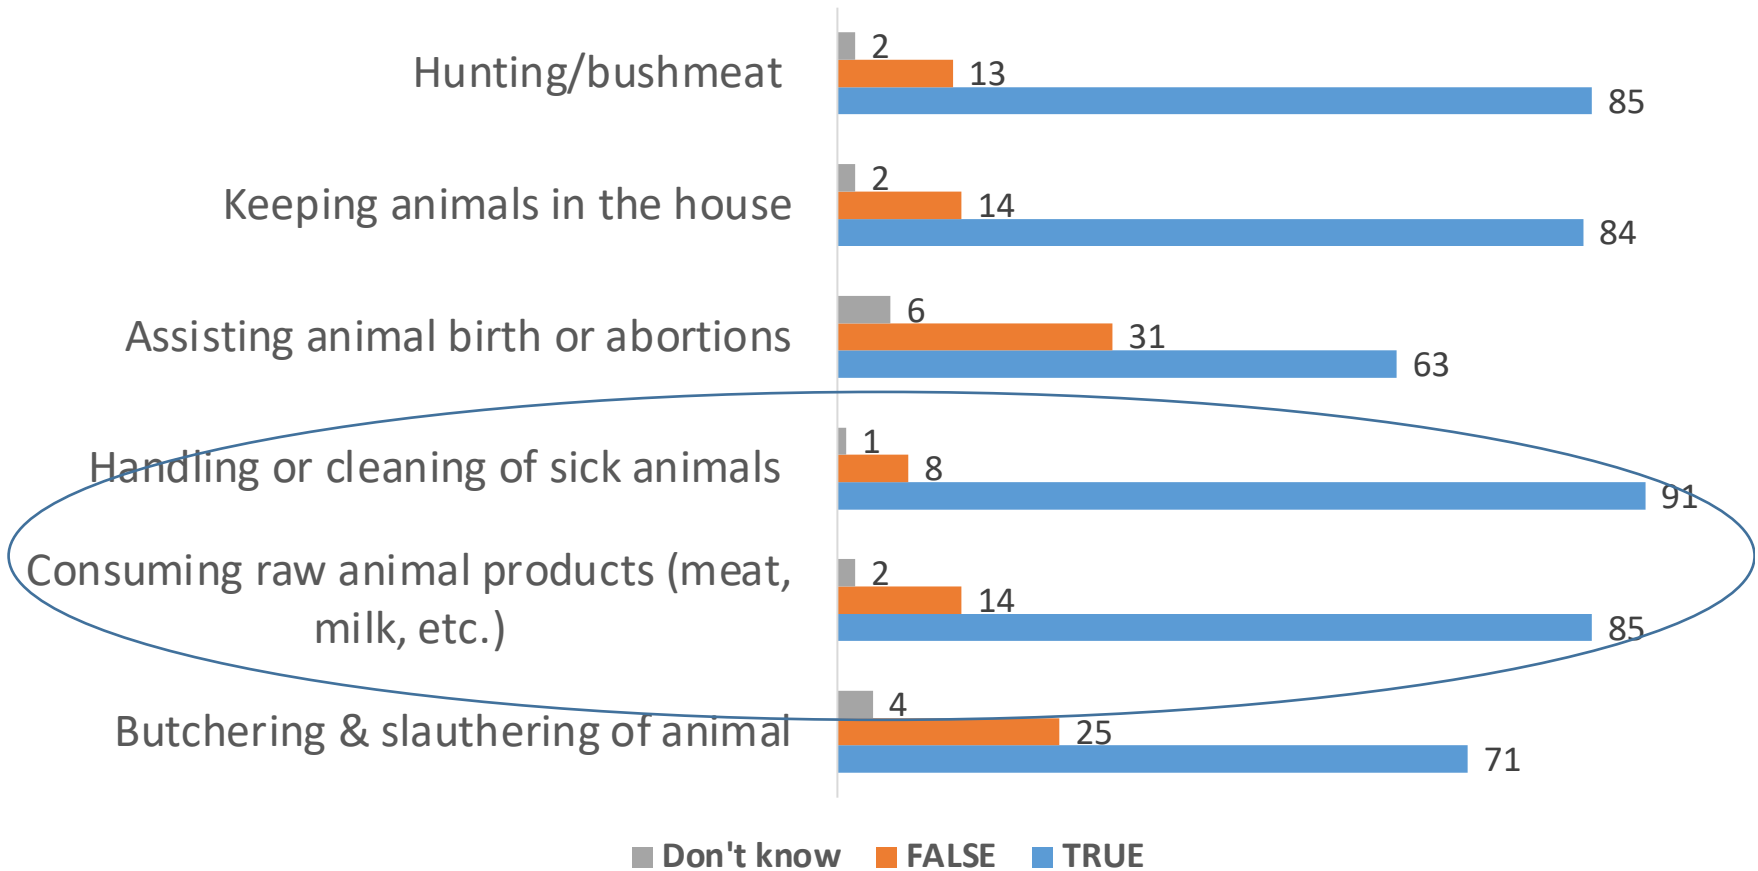 Hunting/bushmeat
2
13
85
Keeping animals in the house
2
14
84
Assisting animal birth or abortions
6
31
63
Handling or cleaning of sick animals
1
8
91
Consuming raw animal products (meat,
milk, etc.)
2
14
85
Butchering & slauthering of animal
4
25
71
Don't know FALSE TRUE